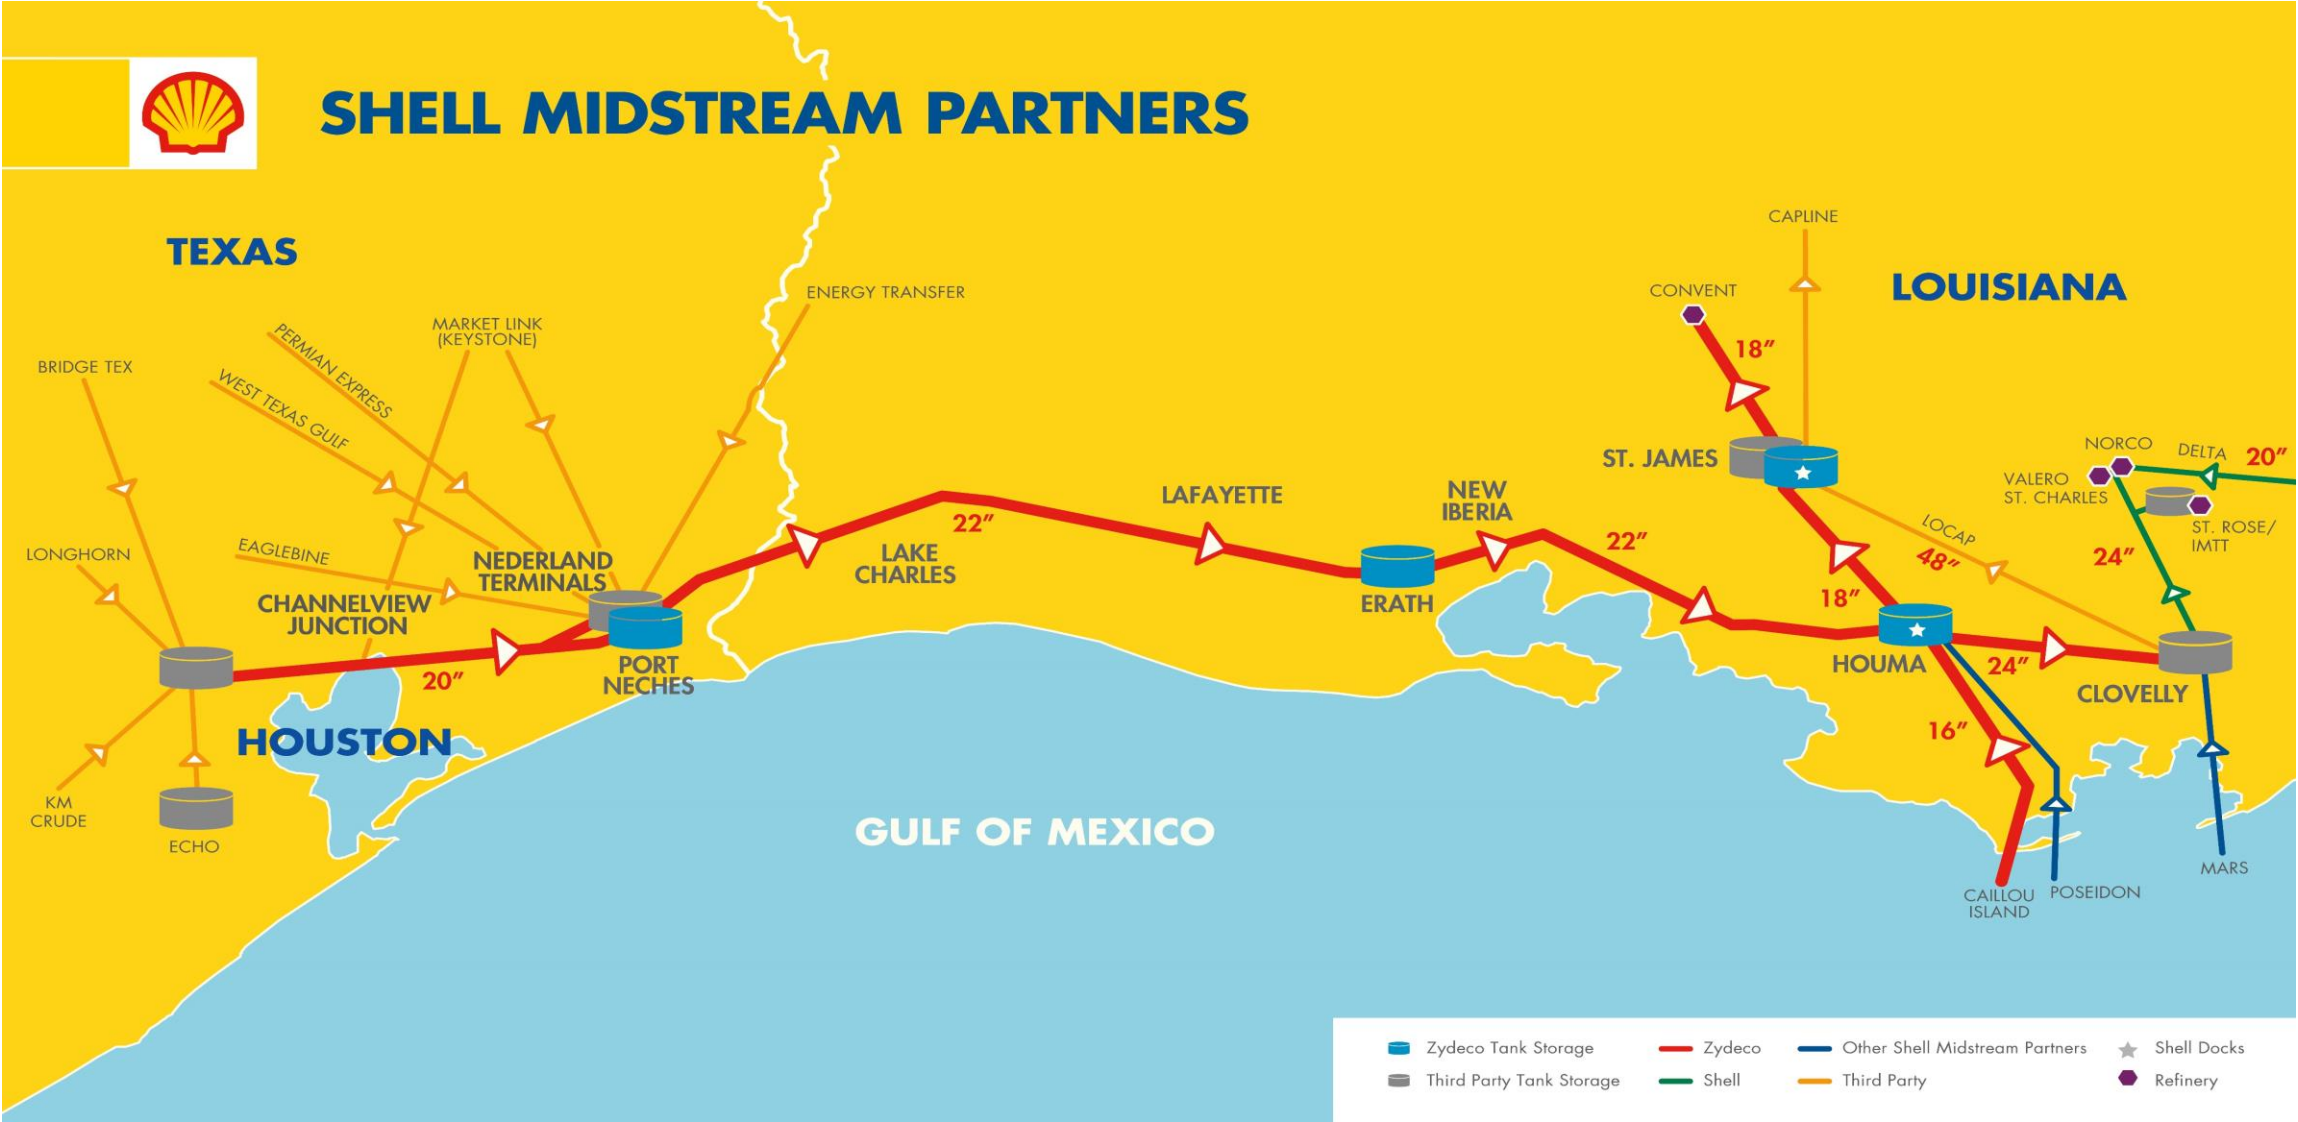 SHELL MIDSTREAM PARTNERS
TEXAS
LOUISIANA
CAPLINE
CONVENT
18”
ENERGY TRANSFER
MARKET LINK
(KEYSTONE)
PERMIAN EXPRESS
BRIDGE TEX
WEST TEXAS GULF
ST. JAMES
NORCO
DELTA
20”
VALERO
ST. CHARLES
ST. ROSE/
IMTT
LAFAYETTE
NEW
IBERIA
22”
LAKE
CHARLES
22”
LOCAP
48”
24”
LONGHORN
EAGLEBINE
NEDERLAND
TERMINALS
CHANNELVIEW
JUNCTION
ERATH
18”
PORT
NECHES
20”
HOUMA
24”
CLOVELLY
16”
HOUSTON
KM
CRUDE
ECHO
GULF OF MEXICO
MARS
CAILLOU
ISLAND
POSEIDON
Zydeco Tank Storage
Zydeco
Other Shell Midstream Partners
Shell Docks
Third Party Tank Storage
Shell
Third Party
Refinery